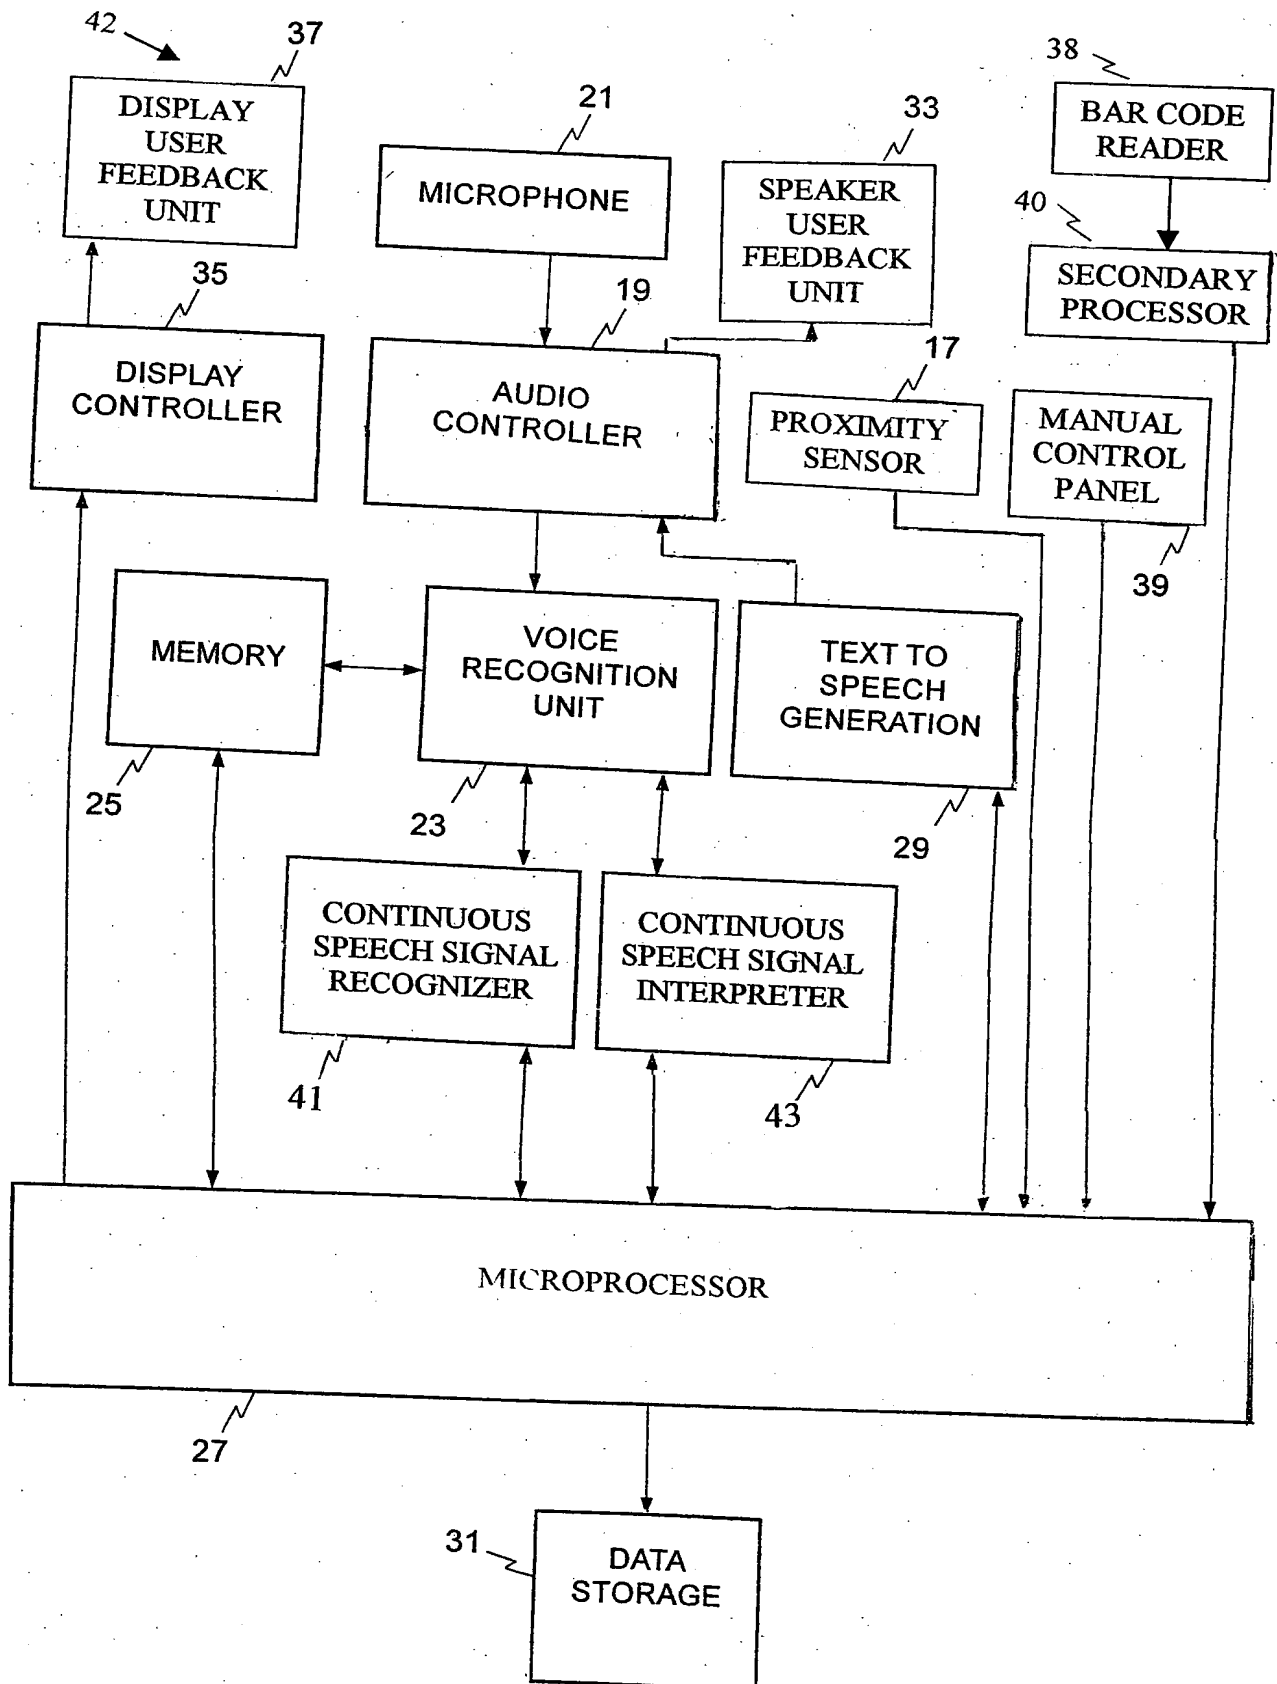 42
37
DISPLAY
USER
FEEDBACK
UNIT
21
MICROPHONE
33
SPEAKER
USER
FEEDBACK
UNIT
38
BAR CODE
READER
40
SECONDARY
PROCESSOR
35
DISPLAY
CONTROLLER
19
AUDIO
CONTROLLER
17
PROXIMITY
SENSOR
MANUAL
CONTROL
PANEL
39
MEMORY
25
VOICE
RECOGNITION
UNIT
23
TEXT TO
SPEECH
GENERATION
29
CONTINUOUS
SPEECH SIGNAL
RECOGNIZER
41
CONTINUOUS
SPEECH SIGNAL
INTERPRETER
43
MICROPROCESSOR
27
31
DATA
STORAGE